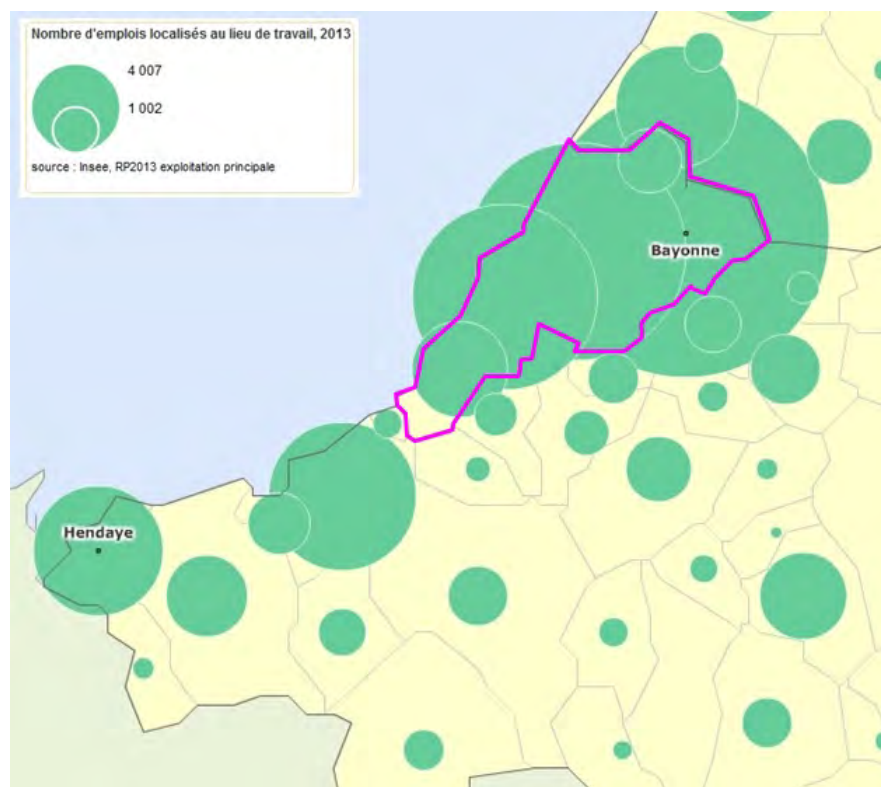 Nombre d'emplois localisés au lieu de travail, 2013
4 007
1 002
source : Insee, RP2013 exploitation principale
Bayonne
Hendaye